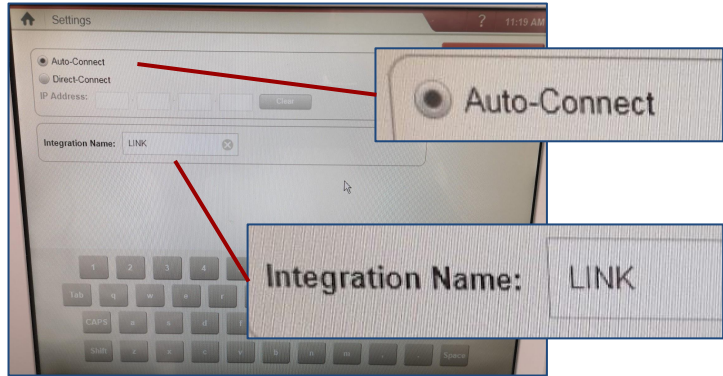 Settings
? 11:19 AM
Auto-Connect
Direct-Connect
IP Address:
Clear
Integration Name: LINK
Auto-Connect
Integration Name: LINK
1 2 3 4
Tab q w e r
CAPS a s d f
Shift z x c v b n m , . Space